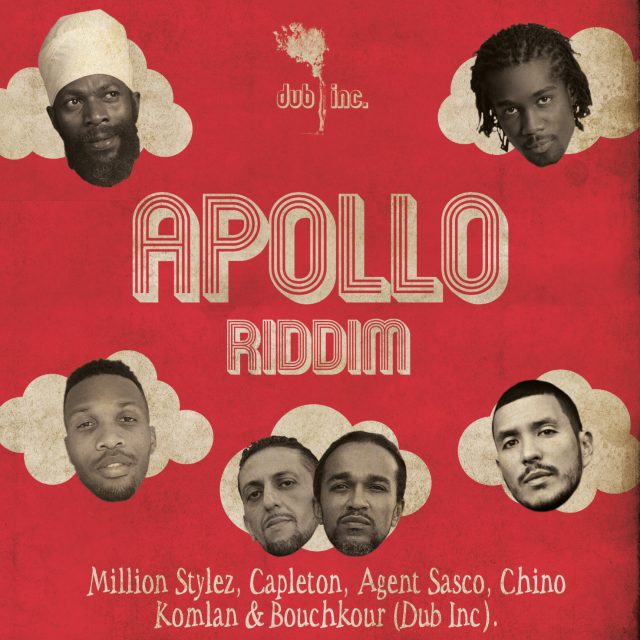 dub inc.
APOLLO
RIDDIM
Million Stylez, Capleton, Agent Sasco, Chino
Komlan & Bouchkour (Dub Inc).